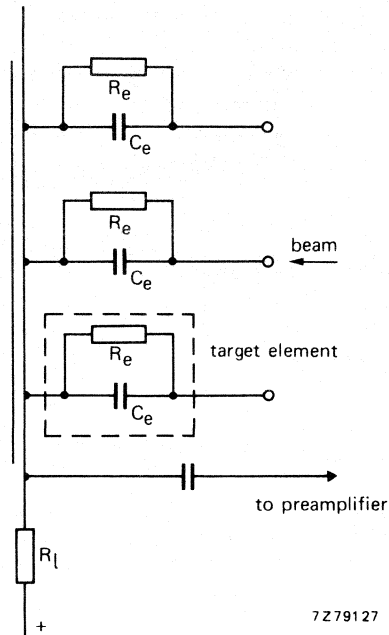 Re
Ce
Re
beam
Ce
target element
Re
Ce
to preamplifier
Rl
+
7Z79127